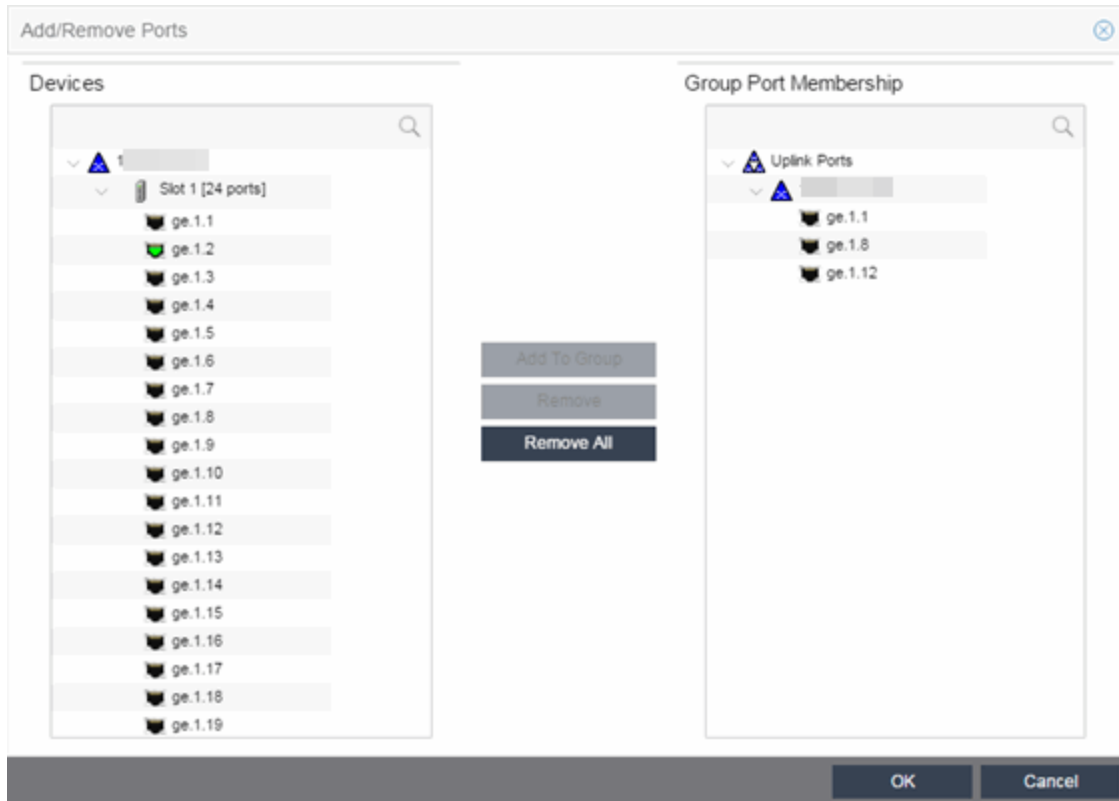 Add/Remove Ports
Devices
Slot 1 [24 ports]
ge.1.1
ge.1.2
ge.1.3
ge.1.4
ge.1.5
ge.1.6
ge.1.7
ge.1.8
ge.1.9
ge.1.10
ge.1.11
ge.1.12
ge.1.13
ge.1.14
ge.1.15
ge.1.16
ge.1.17
ge.1.18
ge.1.19
Add To Group
Remove
Remove All
Group Port Membership
Uplink Ports
ge.1.1
ge.1.8
ge.1.12
OK
Cancel